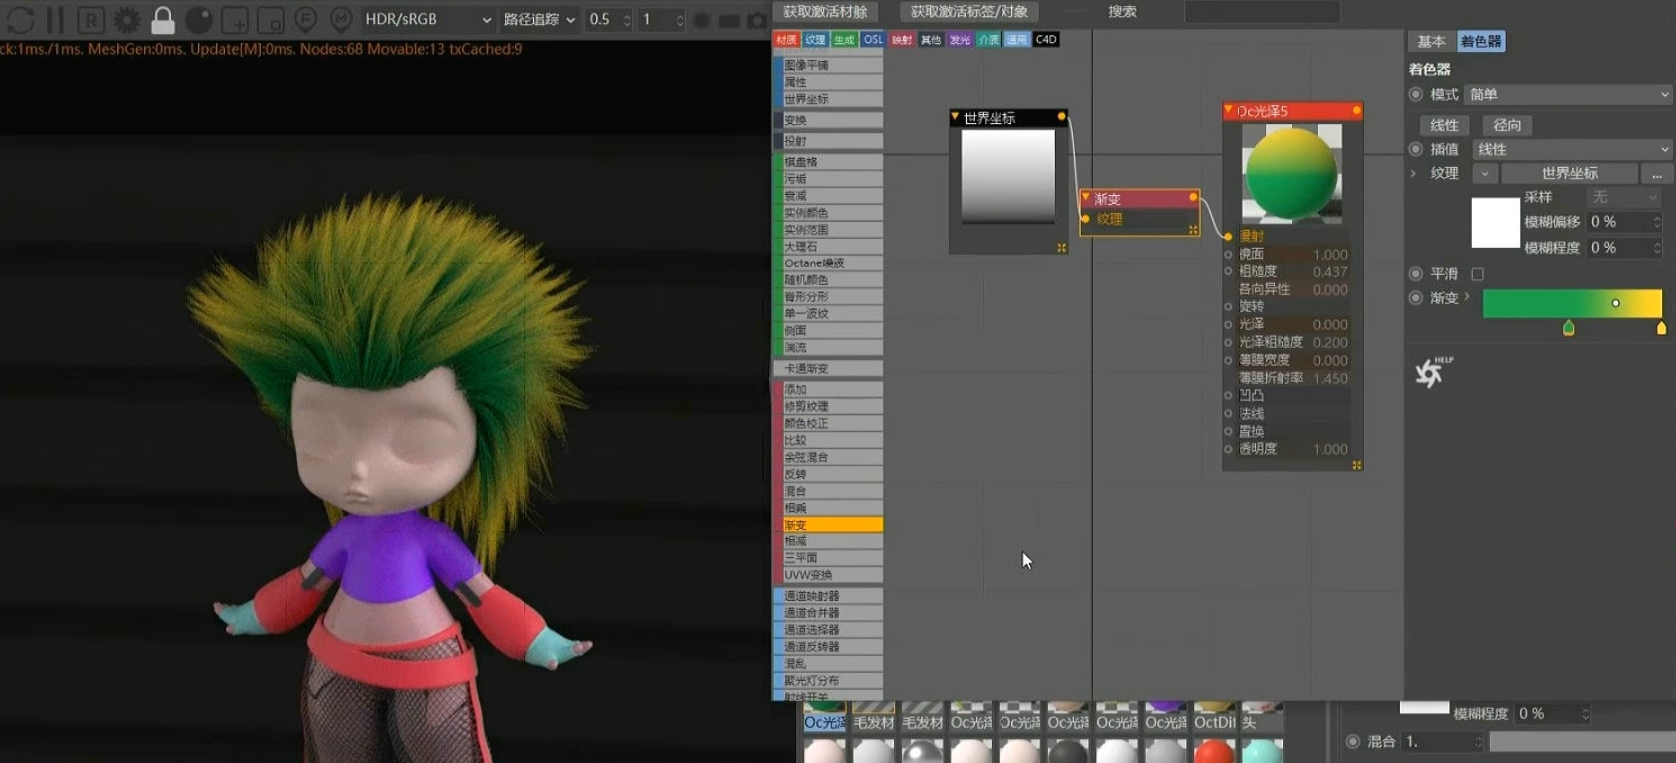 HDR/sRGB
路径追踪
0.5
1
ck:1ms./1ms. MeshGen:0ms. Update[M]:0ms. Nodes:68 Movable:13 txCached:9
获取激活材质
获取激活标签/对象
搜索
材质 纹理 生成 OSL 映射 其他 发光 介质 通用 C4D
图像平铺
属性
世界坐标
变换
投射
棋盘格
污垢
衰减
实例颜色
实例范围
大理石
Octane噪波
随机颜色
脊形分形
单一波纹
侧面
湍流
卡通渐变
添加
修剪纹理
颜色校正
比较
余弦混合
反转
混合
相乘
渐变
相减
三平面
UVW变换
通道映射器
通道合并器
通道选择器
通道反转器
混乱
聚光灯分布
射线开关
世界坐标
渐变
纹理
Oc光泽5
漫射
镜面 1.000
粗糙度 0.437
各向异性 0.000
旋转
光泽 0.000
光泽粗糙度 0.200
薄膜宽度 0.000
薄膜折射率 1.450
凹凸
法线
置换
透明度 1.000
基本 着色器
着色器
模式 简单
线性 径向
插值 线性
纹理 世界坐标 ...
采样 无
模糊偏移 0 %
模糊程度 0 %
平滑
渐变
HELP
Oc光泽 毛发材 毛发材 Oc光泽 Oc光泽 Oc光泽 Oc光泽 Oc光泽 OctDif 头
模糊程度 0 %
混合 1.